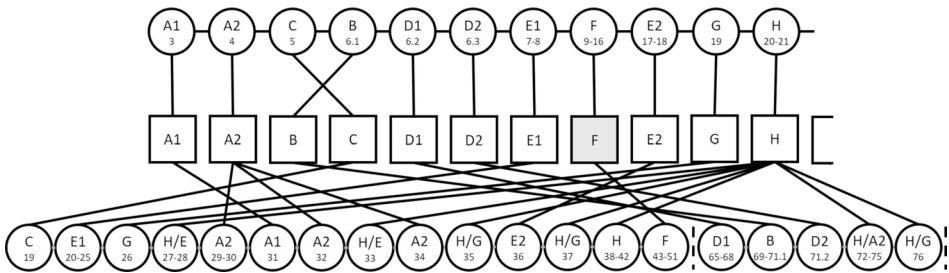 A1 A2 C B D1 D2 E1 F E2 G H
3 4 5 6.1 6.2 6.3 7-8 9-16 17-18 19 20-21
A1 A2 B C D1 D2 E1 F E2 G H
C E1 G H/E A2 A1 A2 H/E A2 H/G E2 H/G H F D1 B D2 H/A2 H/G
19 20-25 26 27-28 29-30 31 32 33 34 35 36 37 38-42 43-51 65-68 69-71.1 71.2 72-75 76